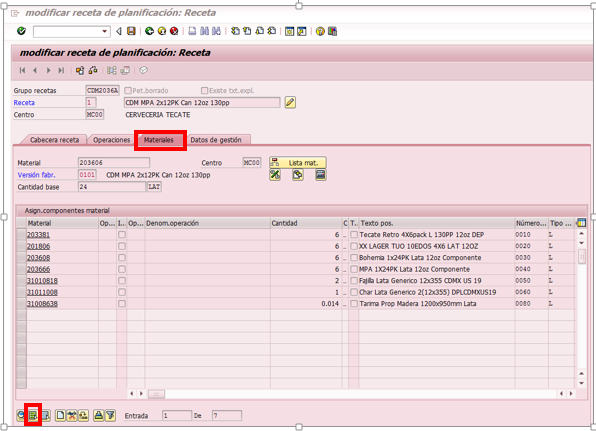 modificar receta de planificación: Receta
modificar receta de planificación: Receta
Grupo recetas CDM2036A Pet.borrado Existe txt.expl.
Receta 1 CDM MPA 2x12PK Can 12oz 130pp
Centro MC00 CERVECERIA TECATE
Cabecera receta Operaciones Materiales Datos de gestión
Material 203606 Centro MC00 Lista mat.
Versión fabr. 0101 CDM MPA 2x12PK Can 12oz 130pp
Cantidad base 24 LAT
Asign.componentes material
Material Op... I... Op... Denom.operación Cantidad C... T... Texto pos. Número... Tipo ...
203381 6 ... Tecate Retro 4X6pack L 130PP 12oz DEP 0010 L
201806 6 ... XX LAGER TUO 10EDOS 4X6 LAT 12OZ 0020 L
203608 6 ... Bohemia 1x24PK Lata 12oz Componente 0030 L
203666 6 ... MPA 1X24PK Lata 12oz Componente 0040 L
31010818 2 ... Fajilla Lata Generico 12x355 CDMX US 19 0050 L
31011008 1 ... Char Lata Generico 2(12x355) DPLCDMXUS19 0060 L
31008638 0.014 ... Tarima Prop Madera 1200x950mm Lata 0080 L
Entrada 1 De 7